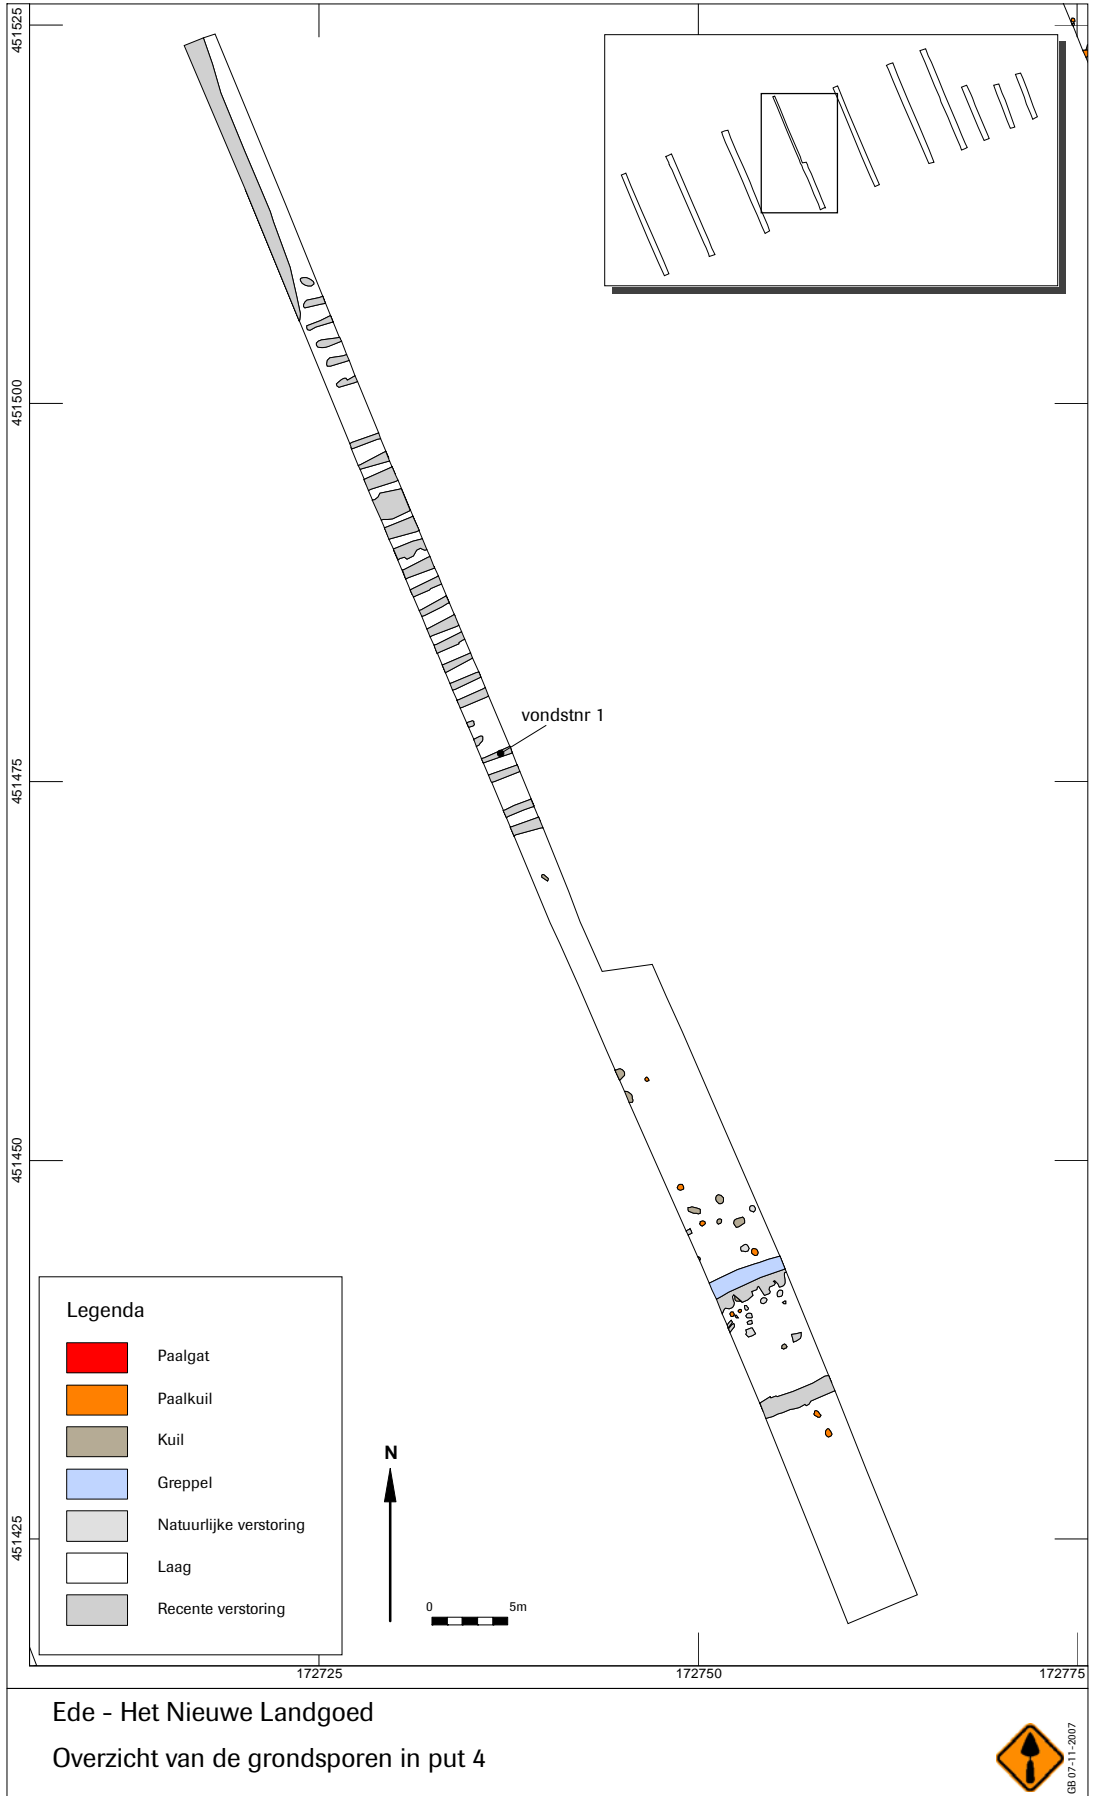 451525
451500
451475
451450
451425
vondstnr 1
Legenda
Paalgat
Paalkuil
Kuil
Greppel
Natuurlijke verstoring
Laag
Recente verstoring
N
0 5m
172725 172750 172775
Ede - Het Nieuwe Landgoed
Overzicht van de grondsporen in put 4
GB 07-11-2007